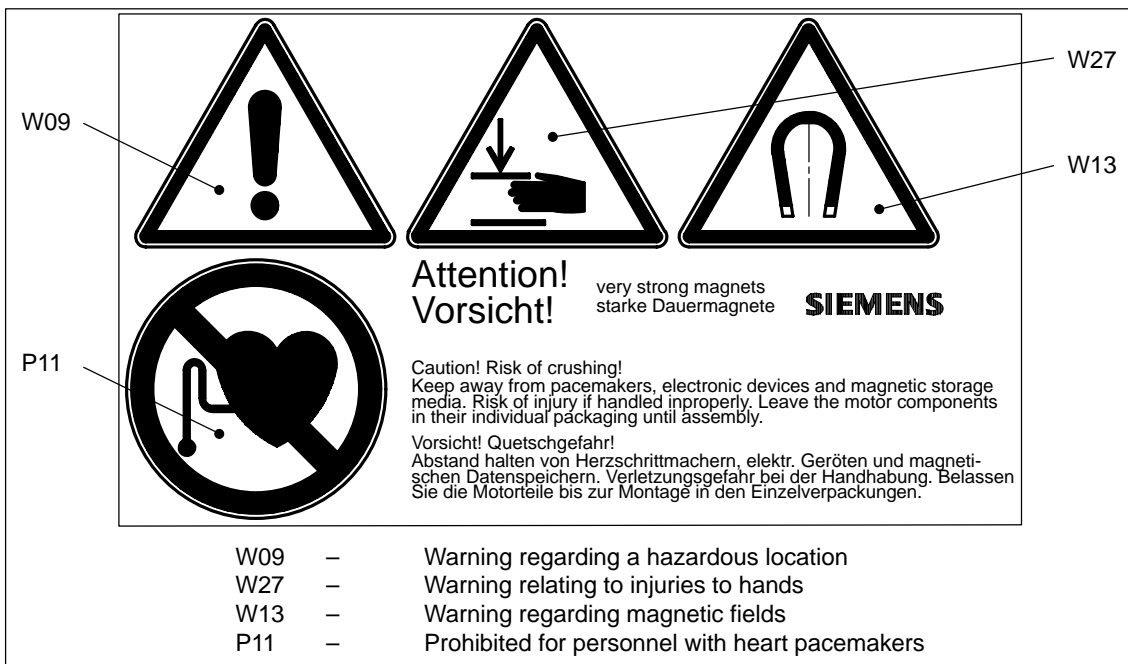 W27
W09
W13
Attention!
Vorsicht!
very strong magnets
starke Dauermagnete
SIEMENS
P11
Caution! Risk of crushing!
Keep away from pacemakers, electronic devices and magnetic storage
media. Risk of injury if handled inproperly. Leave the motor components
in their individual packaging until assembly.
Vorsicht! Quetschgefahr!
Abstand halten von Herzschrittmachern, elektr. Geröten und magneti-
schen Datenspeichern. Verletzungsgefahr bei der Handhabung. Belassen
Sie die Motorteile bis zur Montage in den Einzelverpackungen.
W09 – Warning regarding a hazardous location
W27 – Warning relating to injuries to hands
W13 – Warning regarding magnetic fields
P11 – Prohibited for personnel with heart pacemakers